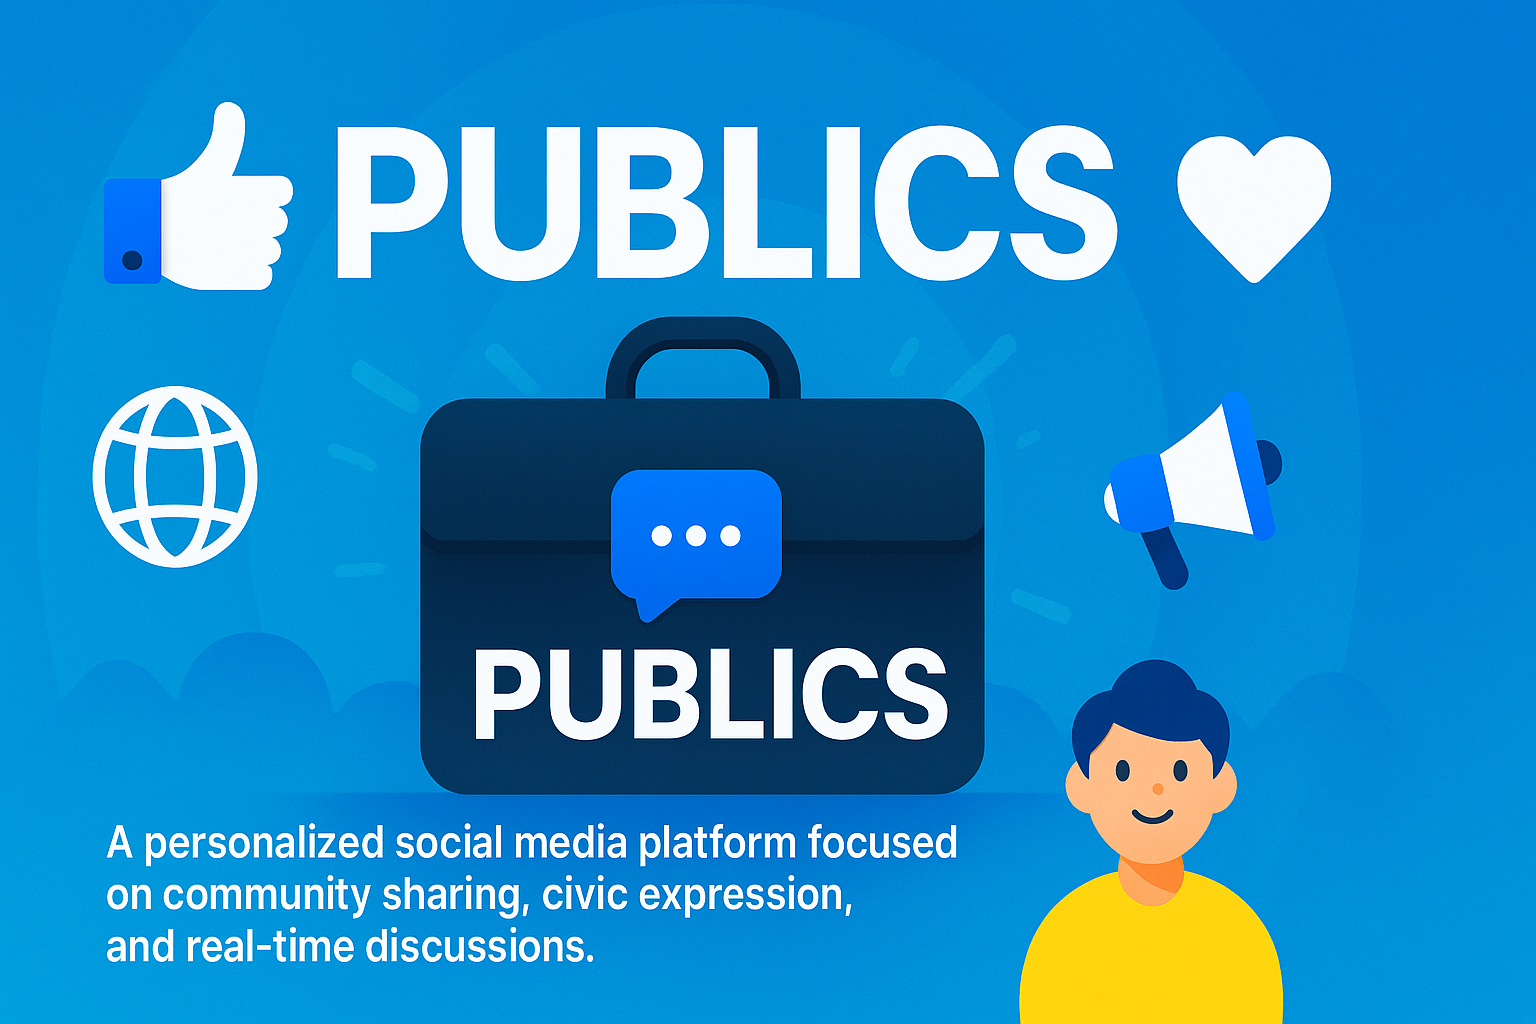 PUBLICS
PUBLICS
A personalized social media platform focused
on community sharing, civic expression,
and real-time discussions.